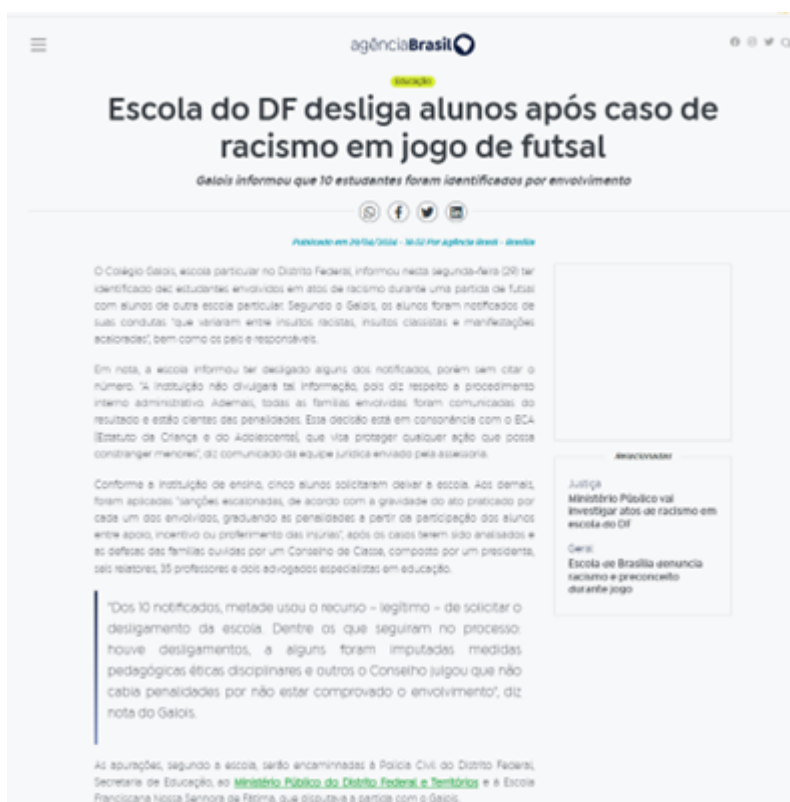 agênciaBrasil
Educação
Escola do DF desliga alunos após caso de
racismo em jogo de futsal
Galois informou que 10 estudantes foram identificados por envolvimento
Publicado em 29/04/2024 - 18:32 Por Agência Brasil - Brasília
O Colégio Galois, escola particular no Distrito Federal, informou nesta segunda-feira (29) ter
identificado dez estudantes envolvidos em atos de racismo durante uma partida de futsal
com alunos de outra escola particular. Segundo o Galois, os alunos foram notificados de
suas condutas "que variaram entre insultos racistas, insultos classistas e manifestações
acaloradas", bem como os pais e responsáveis.
Em nota, a escola informou ter desligado alguns dos notificados, porém sem citar o
número. "A Instituição não divulgará tal informação, pois diz respeito a procedimento
interno administrativo. Ademais, todas as famílias envolvidas foram comunicadas do
resultado e estão cientes das penalidades. Essa decisão está em consonância com o ECA
[Estatuto da Criança e do Adolescente], que visa proteger qualquer ação que possa
constranger menores", diz comunicado da equipe jurídica enviado pela assessoria.
Conforme a instituição de ensino, cinco alunos solicitaram deixar a escola. Aos demais,
foram aplicadas "sanções escalonadas, de acordo com a gravidade do ato praticado por
cada um dos envolvidos, graduando as penalidades a partir da participação dos alunos
entre apoio, incentivo ou proferimento das injúrias", após os casos terem sido analisados e
as defesas das famílias ouvidas por um Conselho de Classe, composto por um presidente,
seis relatores, 35 professores e dois advogados especialistas em educação.
"Dos 10 notificados, metade usou o recurso – legítimo – de solicitar o
desligamento da escola. Dentre os que seguiram no processo:
houve desligamentos, a alguns foram imputadas medidas
pedagógicas éticas disciplinares e outros o Conselho julgou que não
cabia penalidades por não estar comprovado o envolvimento", diz
nota do Galois.
As apurações, segundo a escola, serão encaminhadas à Polícia Civil do Distrito Federal,
Secretaria de Educação, ao Ministério Público do Distrito Federal e Territórios e à Escola
Franciscana Nossa Senhora de Fátima, que disputava a partida com o Galois.
Relacionadas
Justiça
Ministério Público vai
investigar atos de racismo em
escola do DF
Geral
Escola de Brasília denuncia
racismo e preconceito
durante jogo